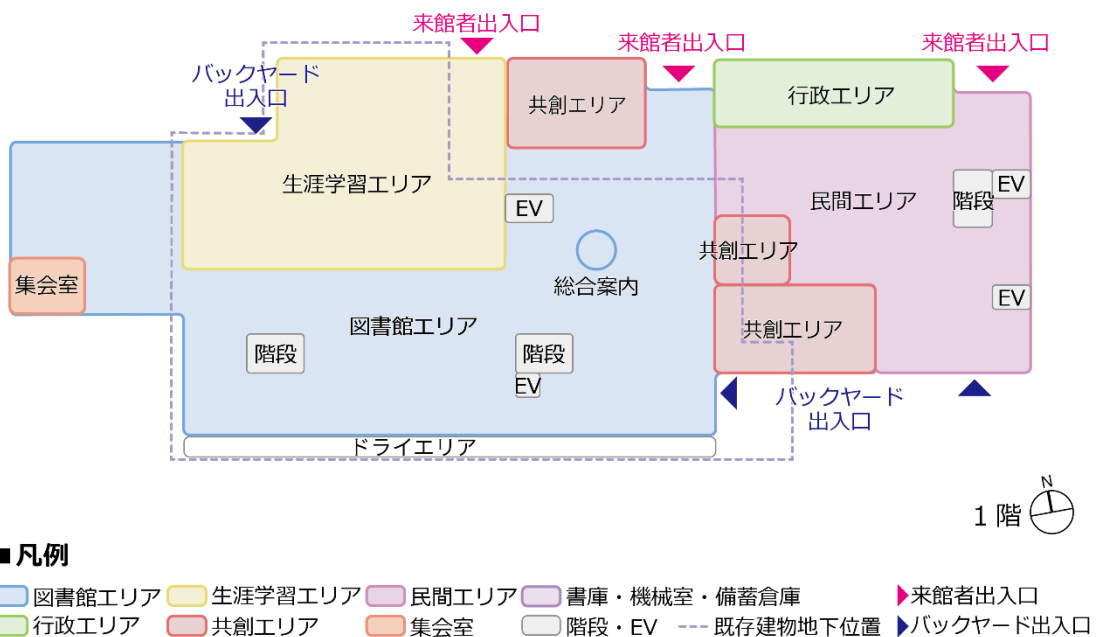 来館者出入口
来館者出入口
来館者出入口
バックヤード
出入口
共創エリア
行政エリア
生涯学習エリア
EV
民間エリア
階段
EV
共創エリア
総合案内
集会室
EV
図書館エリア
共創エリア
階段
階段
EV
バックヤード
出入口
ドライエリア
N
1階
■凡例
図書館エリア 生涯学習エリア 民間エリア 書庫・機械室・備蓄倉庫 来館者出入口
行政エリア 共創エリア 集会室 階段・EV 既存建物地下位置 バックヤード出入口